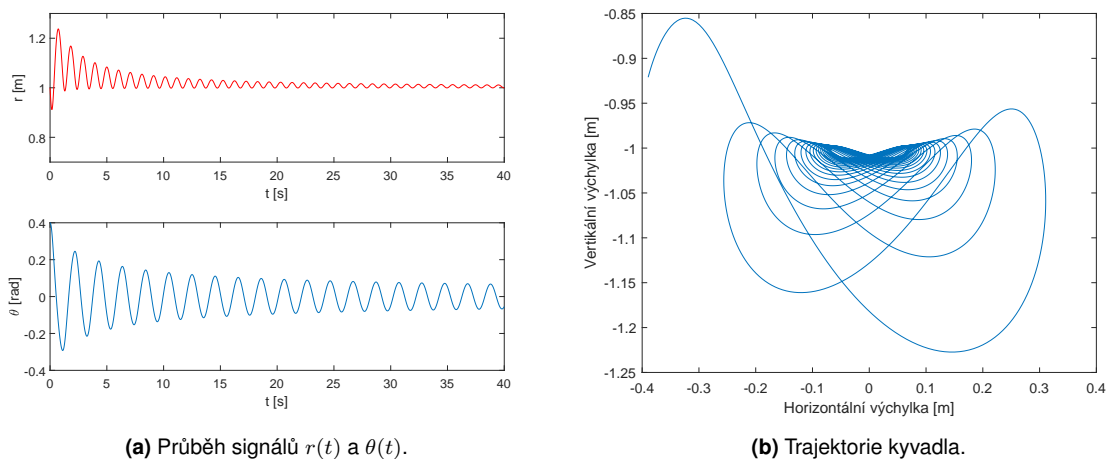 1.2
1
0.8
r [m]
0 5 10 15 20 25 30 35 40
t [s]
0.4
0.2
0
-0.2
-0.4
θ [rad]
0 5 10 15 20 25 30 35 40
t [s]
(a) Průběh signálů r(t) a θ(t).
-0.85
-0.9
-0.95
-1
-1.05
-1.1
-1.15
-1.2
-1.25
Vertikální výchylka [m]
-0.4 -0.3 -0.2 -0.1 0 0.1 0.2 0.3 0.4
Horizontální výchylka [m]
(b) Trajektorie kyvadla.